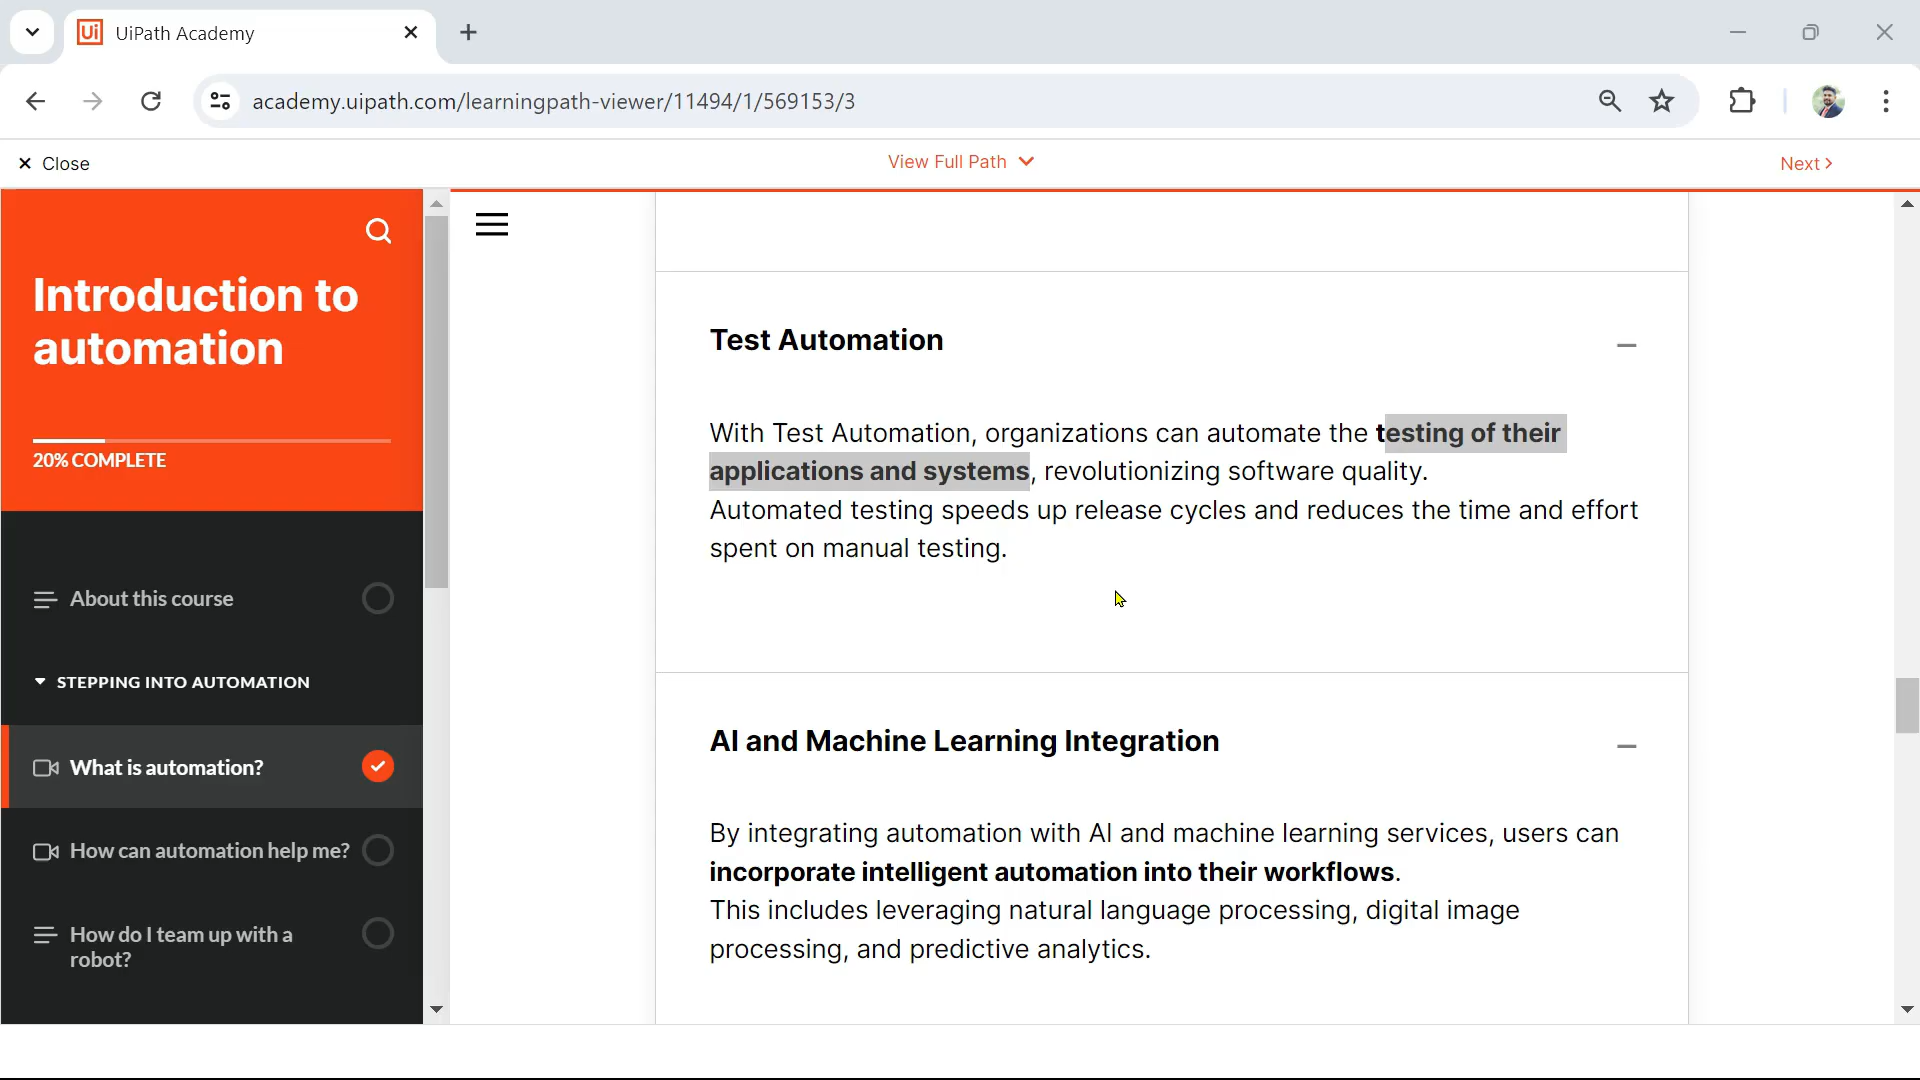 Ui UiPath Academy
academy.uipath.com/learningpath-viewer/11494/1/569153/3
Close
View Full Path
Next
Introduction to
automation
20% COMPLETE
About this course
STEPPING INTO AUTOMATION
What is automation?
How can automation help me?
How do I team up with a
robot?
Test Automation
With Test Automation, organizations can automate the testing of their
applications and systems, revolutionizing software quality.
Automated testing speeds up release cycles and reduces the time and effort
spent on manual testing.
AI and Machine Learning Integration
By integrating automation with AI and machine learning services, users can
incorporate intelligent automation into their workflows.
This includes leveraging natural language processing, digital image
processing, and predictive analytics.